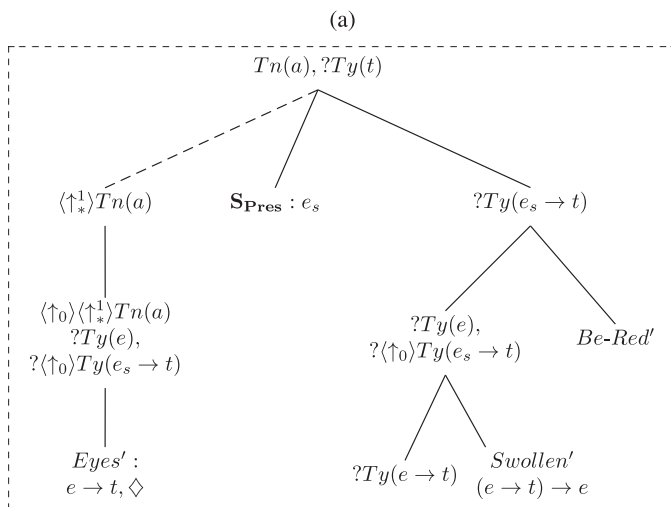 (a)
Tn(a), ?Ty(t)
⟨↑¹∗⟩Tn(a)
S_Pres : e_s
?Ty(e_s → t)
⟨↑₀⟩⟨↑¹∗⟩Tn(a)
?Ty(e),
?⟨↑₀⟩Ty(e_s → t)
?Ty(e),
?⟨↑₀⟩Ty(e_s → t)
Be-Red′
Eyes′ :
e → t, ♢
?Ty(e → t)
Swollen′
(e → t) → e